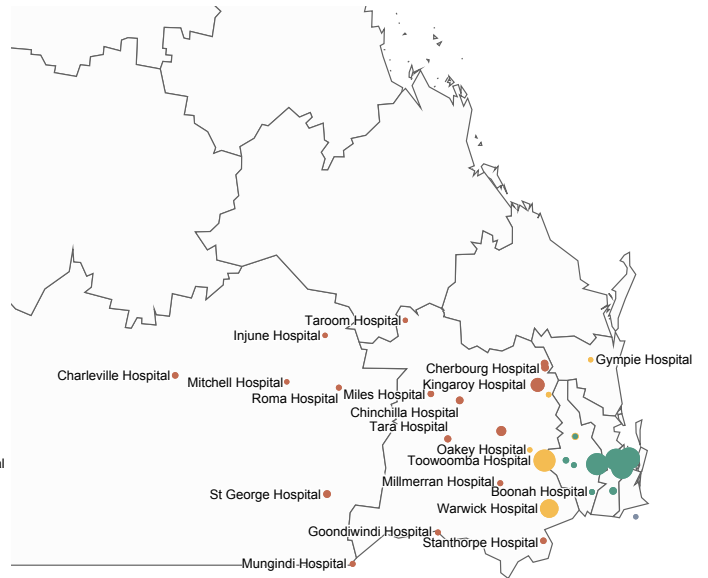 Taroom Hospital
Injune Hospital
Gympie Hospital
Cherbourg Hospital
Charleville Hospital
Mitchell Hospital
Kingaroy Hospital
Roma Hospital
Miles Hospital
Chinchilla Hospital
Tara Hospital
Oakey Hospital
Toowoomba Hospital
al
Millmerran Hospital
Boonah Hospital
St George Hospital
Warwick Hospital
Goondiwindi Hospital
Stanthorpe Hospital
Mungindi Hospital